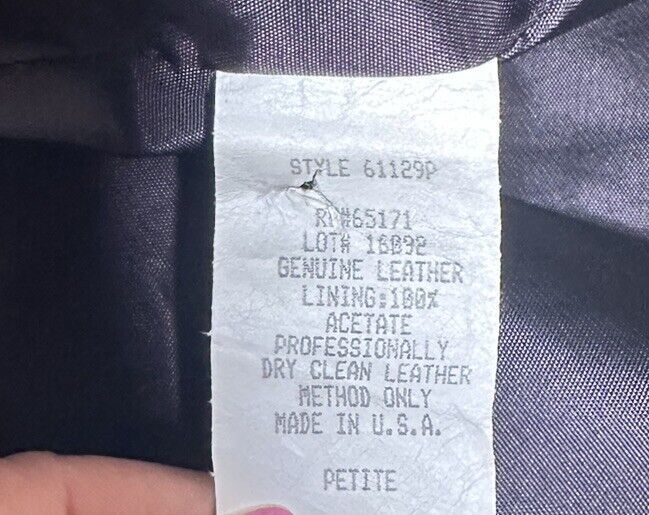 STYLE 61129P
RN#65171
LOT# 16092
GENUINE LEATHER
LINING:100%
ACETATE
PROFESSIONALLY
DRY CLEAN LEATHER
METHOD ONLY
MADE IN U.S.A.
PETITE